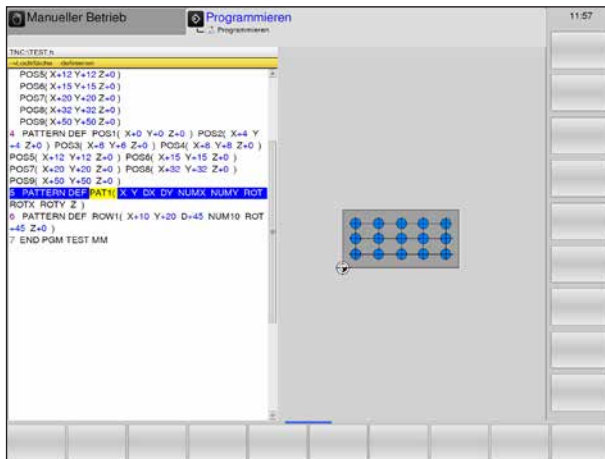 Manueller Betrieb
Programmieren
Programmieren
11:57
TNC:\TEST.h
→Lochfläche definieren
POS5( X+12 Y+12 Z+0 )
POS6( X+15 Y+15 Z+0 )
POS7( X+20 Y+20 Z+0 )
POS8( X+32 Y+32 Z+0 )
POS9( X+50 Y+50 Z+0 )
4 PATTERN DEF POS1( X+0 Y+0 Z+0 ) POS2( X+4 Y
+4 Z+0 ) POS3( X+6 Y+6 Z+0 ) POS4( X+8 Y+8 Z+0 )
POS5( X+12 Y+12 Z+0 ) POS6( X+15 Y+15 Z+0 )
POS7( X+20 Y+20 Z+0 ) POS8( X+32 Y+32 Z+0 )
POS9( X+50 Y+50 Z+0 )
5 PATTERN DEF PAT1( X Y DX DY NUMX NUMY ROT
ROTX ROTY Z )
6 PATTERN DEF ROW1( X+10 Y+20 D+45 NUM10 ROT
+45 Z+0 )
7 END PGM TEST MM